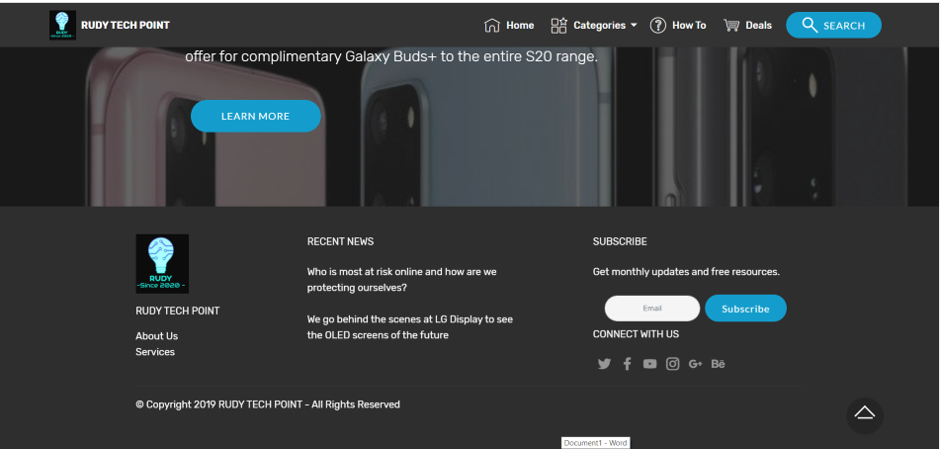 RUDY
-Since 2020 -
RUDY TECH POINT
Home
Categories
How To
Deals
SEARCH
offer for complimentary Galaxy Buds+ to the entire S20 range.
LEARN MORE
RUDY
-Since 2020 -
RUDY TECH POINT
About Us
Services
RECENT NEWS
Who is most at risk online and how are we
protecting ourselves?
We go behind the scenes at LG Display to see
the OLED screens of the future
SUBSCRIBE
Get monthly updates and free resources.
Email
Subscribe
CONNECT WITH US
G+
Bē
© Copyright 2019 RUDY TECH POINT - All Rights Reserved
Document1 - Word